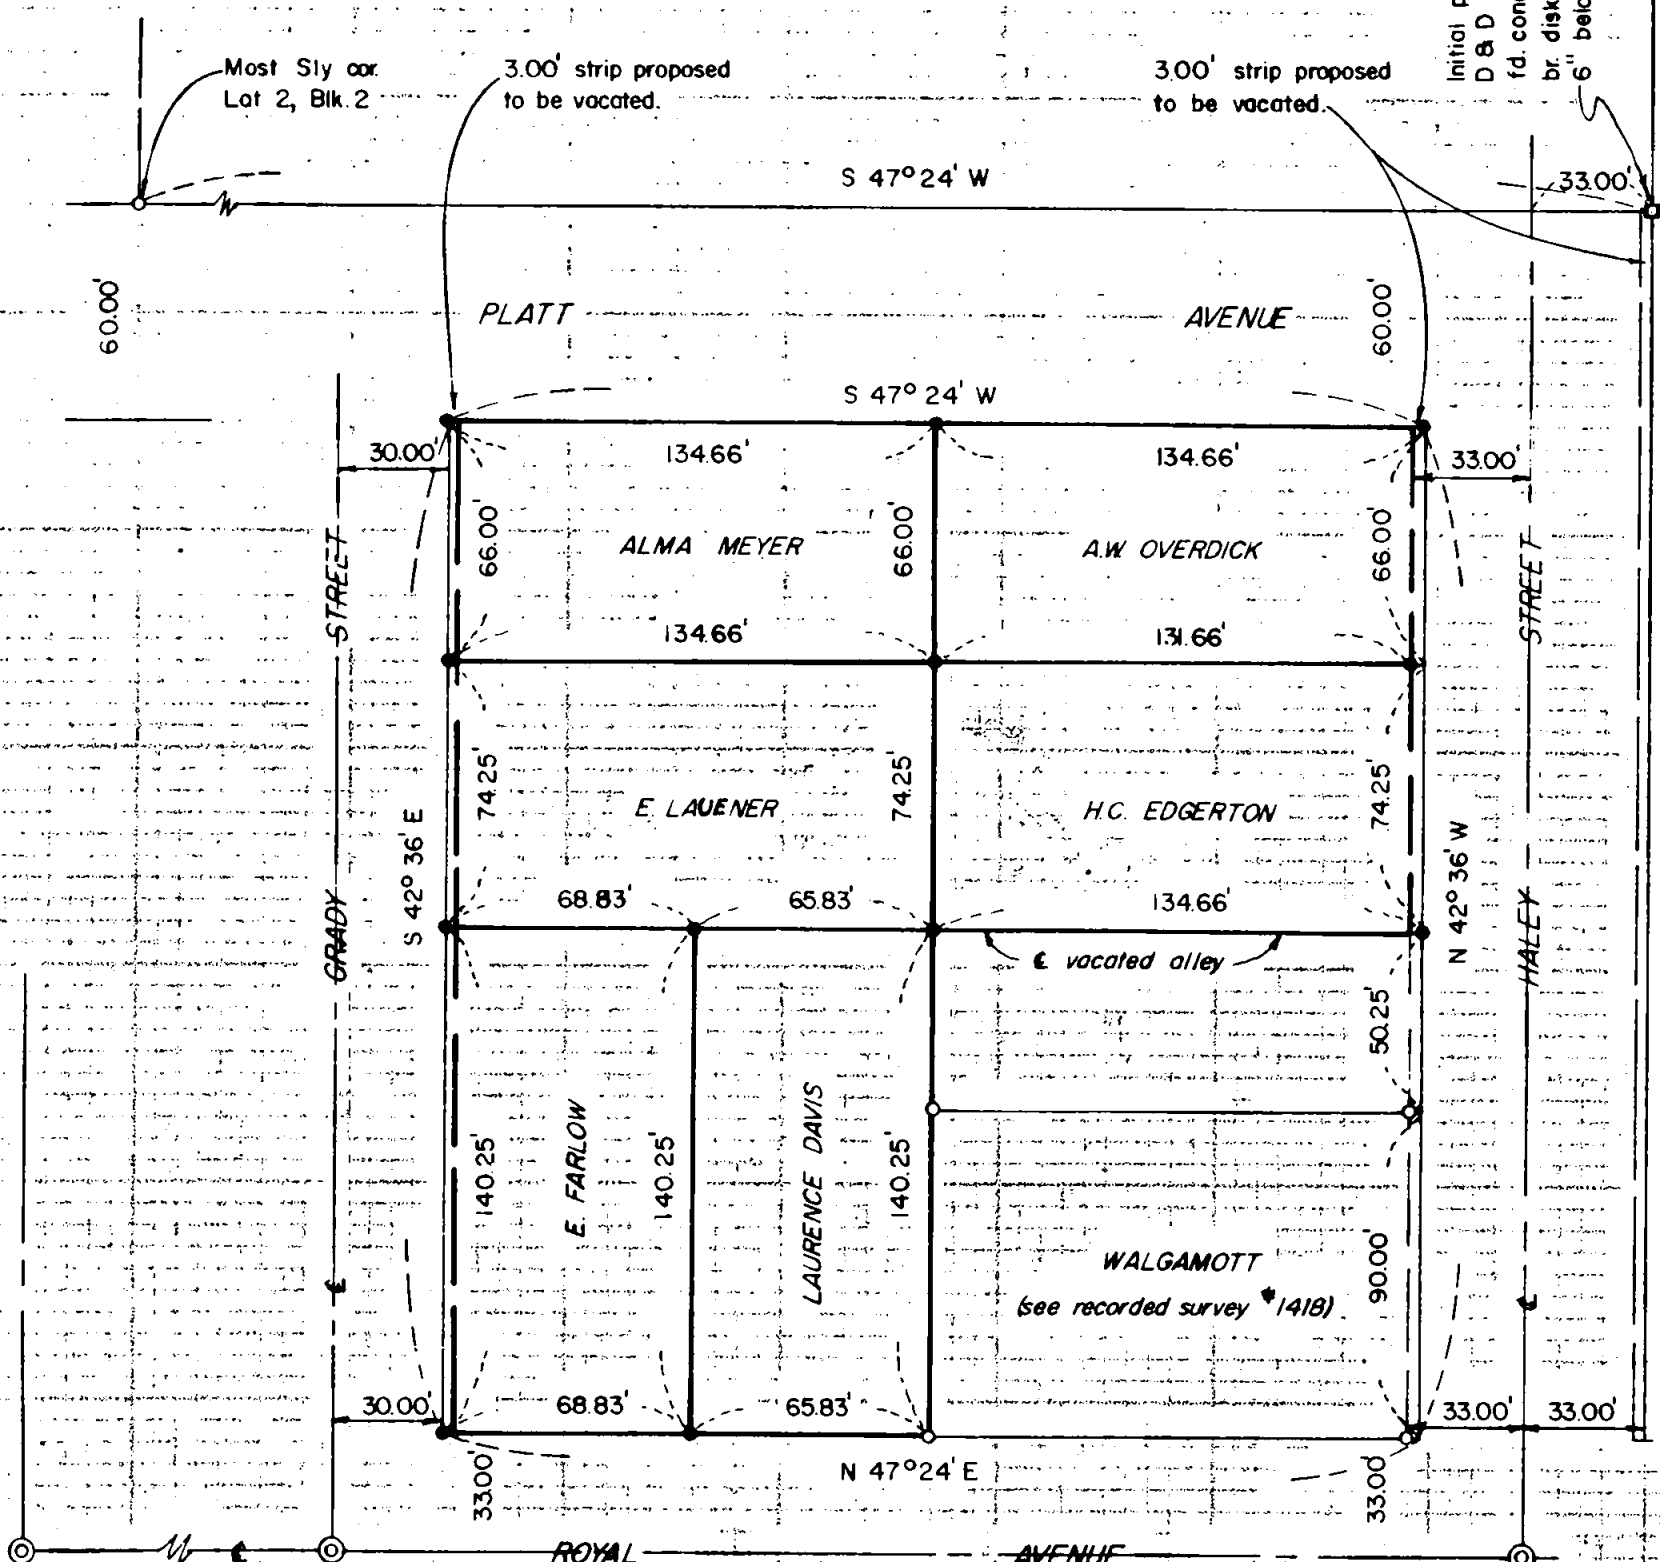 Initial
D & D
fd. con
br. disk
6" belo
Most Sly cor.
Lot 2, Blk. 2
3.00' strip proposed
to be vacated.
3.00' strip proposed
to be vacated.
S 47° 24' W
33.00'
60.00'
PLATT AVENUE
60.00'
S 47° 24' W
30.00'
134.66'
134.66'
33.00'
66.00'
ALMA MEYER
66.00'
A.W. OVERDICK
66.00'
GRADY STREET
HALEY STREET
134.66'
131.66'
74.25'
E. LAUENER
74.25'
H.C. EDGERTON
74.25'
S 42° 36' E
N 42° 36' W
68.83'
65.83'
134.66'
℄ vacated alley
50.25'
140.25'
E. FARLOW
140.25'
LAURENCE DAVIS
140.25'
WALGAMOTT
(see recorded survey #1418)
90.00'
℄
℄
30.00'
68.83'
65.83'
33.00'
33.00'
33.00'
N 47° 24' E
33.00'
℄ ROYAL AVENUE